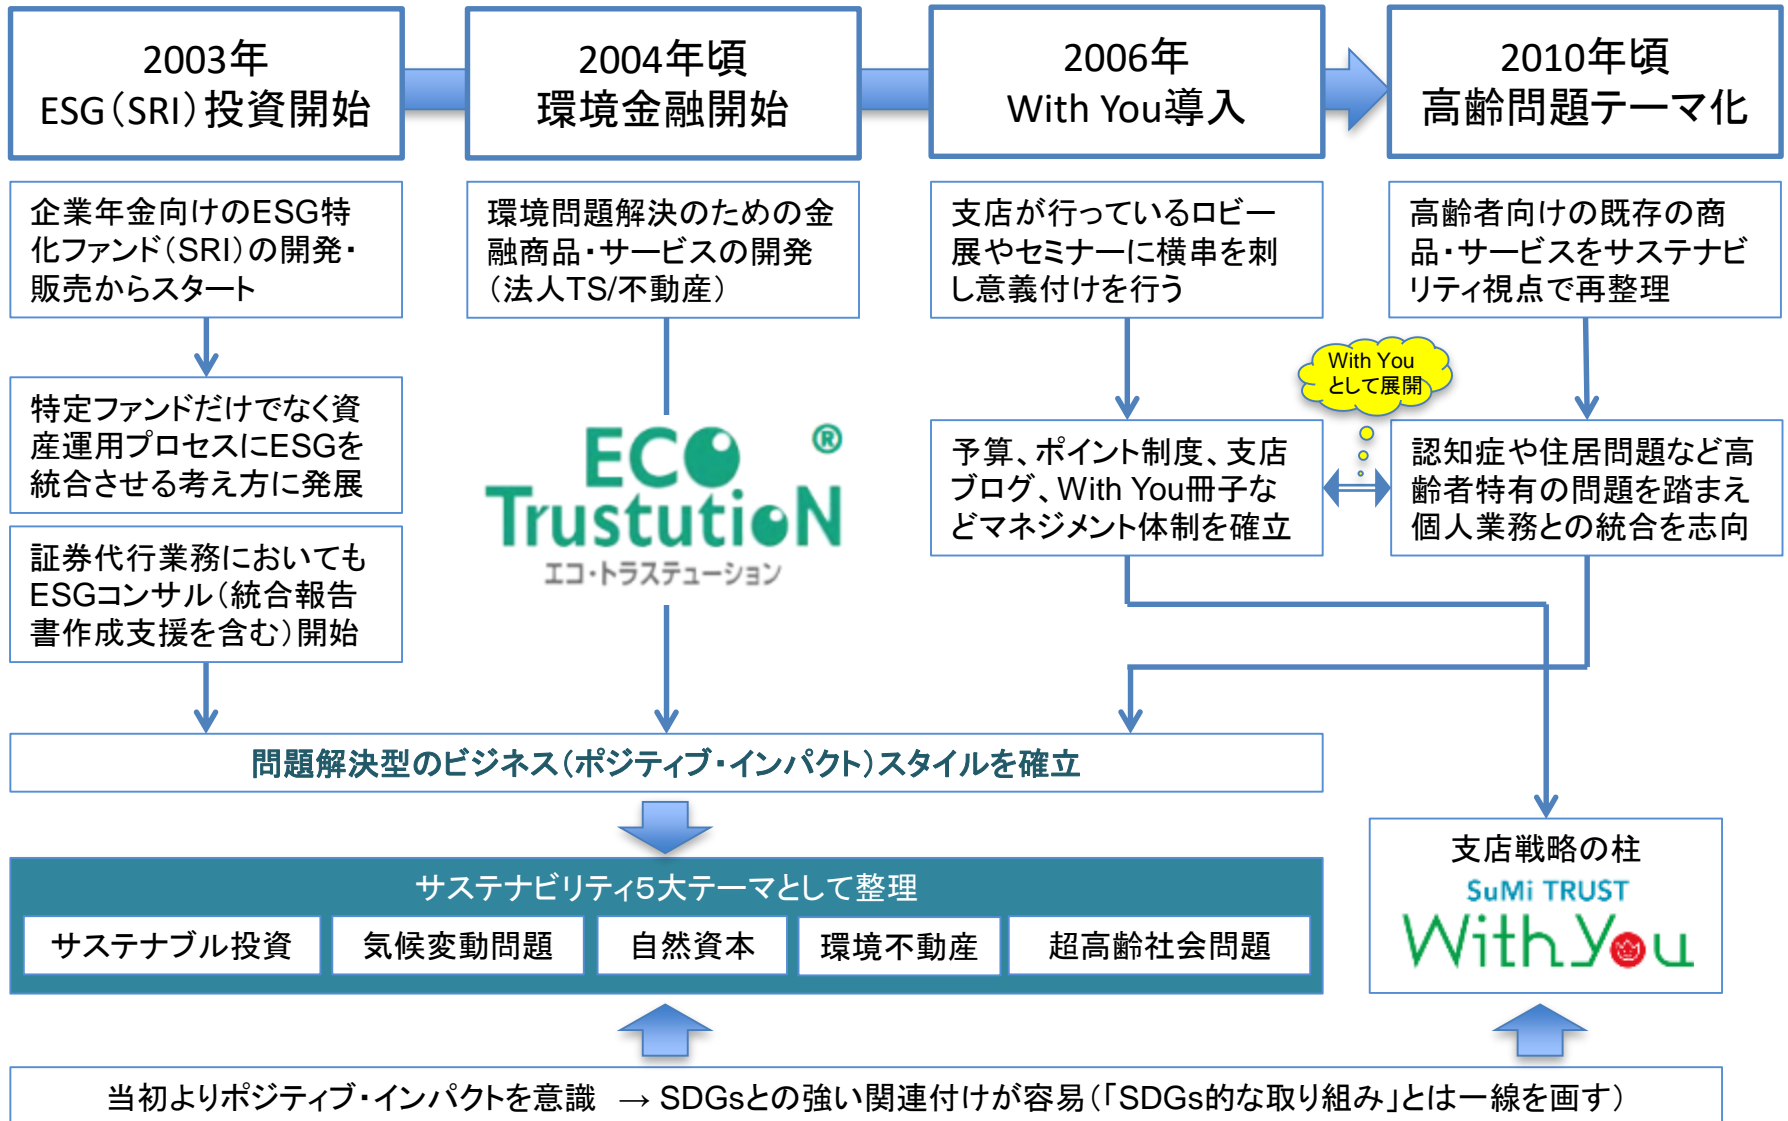 2003年
ESG(SRI)投資開始
2004年頃
環境金融開始
2006年
With You導入
2010年頃
高齢問題テーマ化
企業年金向けのESG特
化ファンド(SRI)の開発・
販売からスタート
環境問題解決のための金
融商品・サービスの開発
(法人TS/不動産)
支店が行っているロビー
展やセミナーに横串を刺
し意義付けを行う
高齢者向けの既存の商
品・サービスをサステナビ
リティ視点で再整理
With You
として展開
特定ファンドだけでなく資
産運用プロセスにESGを
統合させる考え方に発展
ECO ®
TrustutioN
エコ・トラステューション
予算、ポイント制度、支店
ブログ、With You冊子な
どマネジメント体制を確立
認知症や住居問題など高
齢者特有の問題を踏まえ
個人業務との統合を志向
証券代行業務においても
ESGコンサル(統合報告
書作成支援を含む)開始
問題解決型のビジネス(ポジティブ・インパクト)スタイルを確立
サステナビリティ5大テーマとして整理
サステナブル投資
気候変動問題
自然資本
環境不動産
超高齢社会問題
支店戦略の柱
SuMi TRUST
With You
当初よりポジティブ・インパクトを意識 → SDGsとの強い関連付けが容易(「SDGs的な取り組み」とは一線を画す)